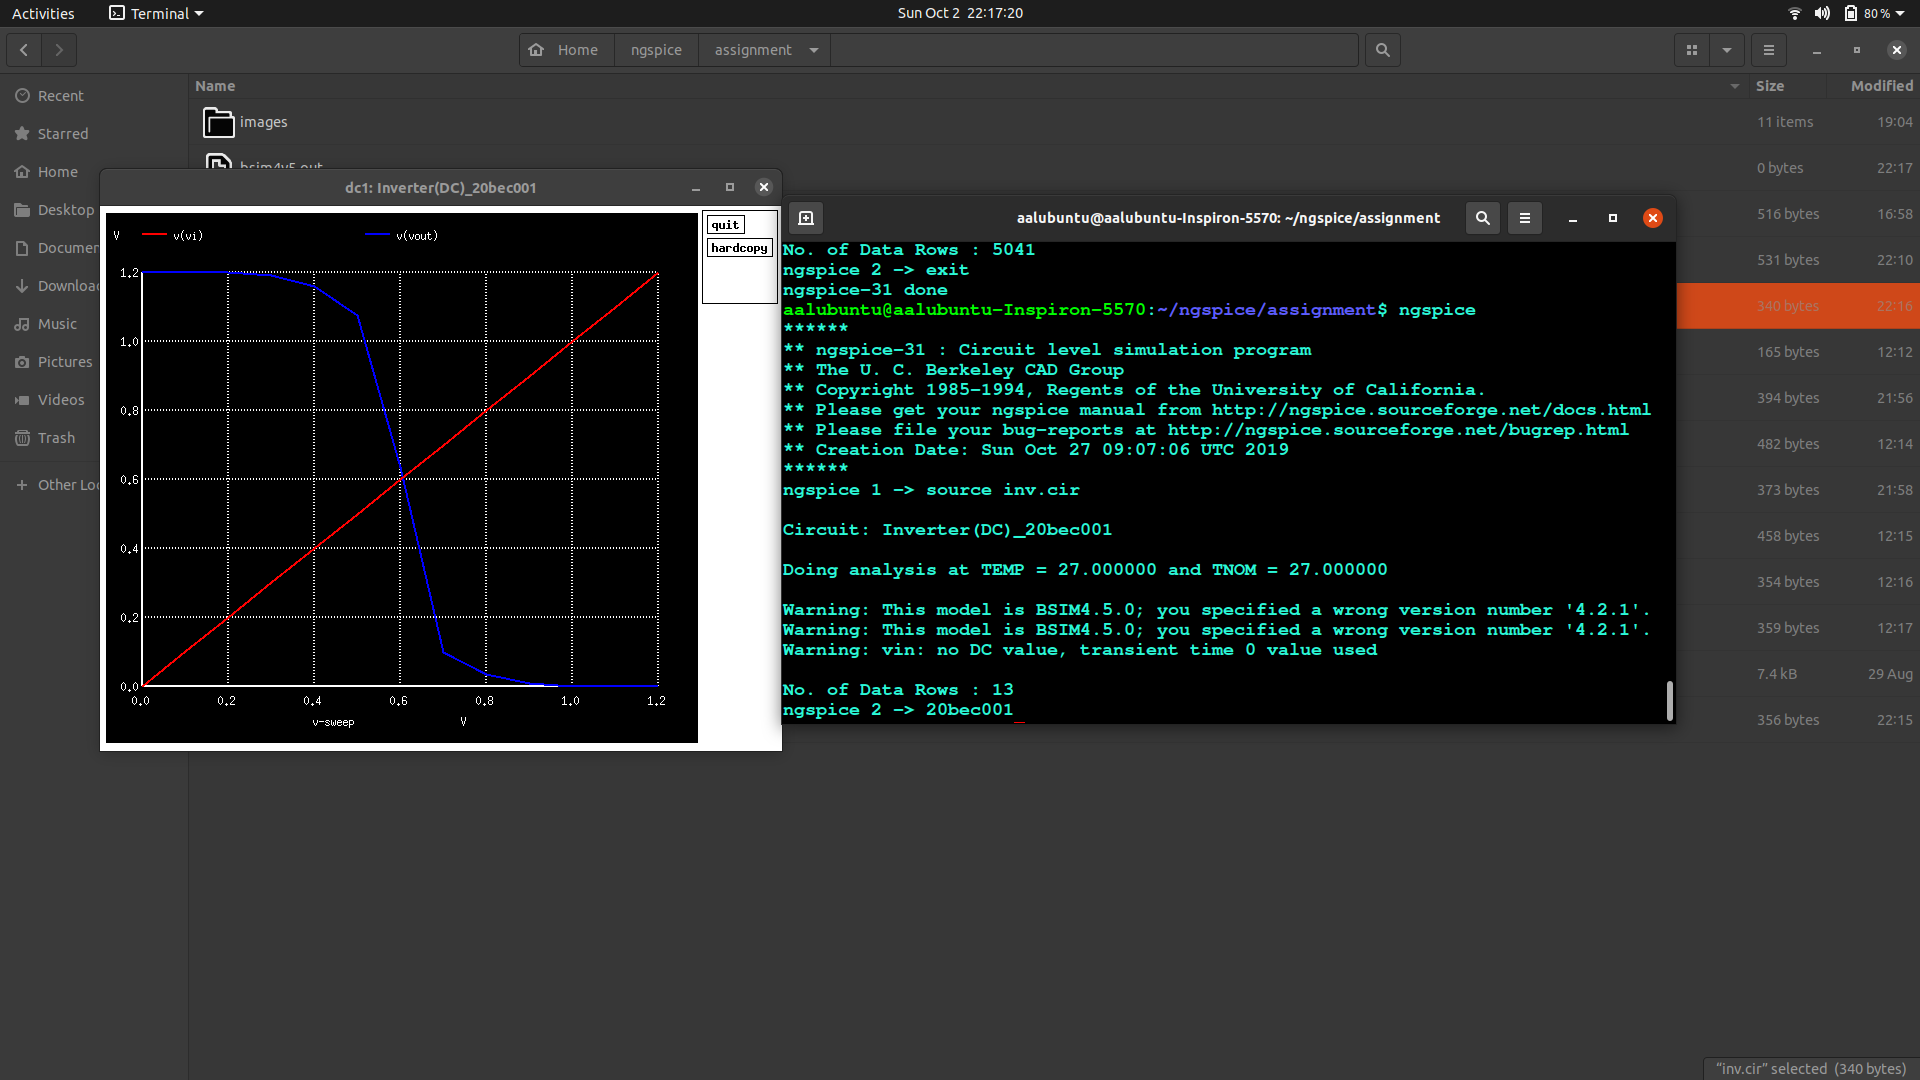 Activities
Terminal
Sun Oct 2 22:17:20
80 %
Home
ngspice
assignment
Name
Size
Modified
Recent
Starred
Home
Desktop
Documen
Downloa
Music
Pictures
Videos
Trash
+ Other Loc
images
11 items
19:04
0 bytes
22:17
516 bytes
16:58
531 bytes
22:10
340 bytes
22:16
165 bytes
12:12
394 bytes
21:56
482 bytes
12:14
373 bytes
21:58
458 bytes
12:15
354 bytes
12:16
359 bytes
12:17
7.4 kB
29 Aug
356 bytes
22:15
dc1: Inverter(DC)_20bec001
quit
hardcopy
V
v(vi)
v(vout)
1.2
1.0
0.8
0.6
0.4
0.2
0.0
0.0 0.2 0.4 0.6 0.8 1.0 1.2
v-sweep
V
aalubuntu@aalubuntu-Inspiron-5570: ~/ngspice/assignment
No. of Data Rows : 5041
ngspice 2 -> exit
ngspice-31 done
aalubuntu@aalubuntu-Inspiron-5570:~/ngspice/assignment$ ngspice
******
** ngspice-31 : Circuit level simulation program
** The U. C. Berkeley CAD Group
** Copyright 1985-1994, Regents of the University of California.
** Please get your ngspice manual from http://ngspice.sourceforge.net/docs.html
** Please file your bug-reports at http://ngspice.sourceforge.net/bugrep.html
** Creation Date: Sun Oct 27 09:07:06 UTC 2019
******
ngspice 1 -> source inv.cir
Circuit: Inverter(DC)_20bec001
Doing analysis at TEMP = 27.000000 and TNOM = 27.000000
Warning: This model is BSIM4.5.0; you specified a wrong version number '4.2.1'.
Warning: This model is BSIM4.5.0; you specified a wrong version number '4.2.1'.
Warning: vin: no DC value, transient time 0 value used
No. of Data Rows : 13
ngspice 2 -> 20bec001
"inv.cir" selected (340 bytes)